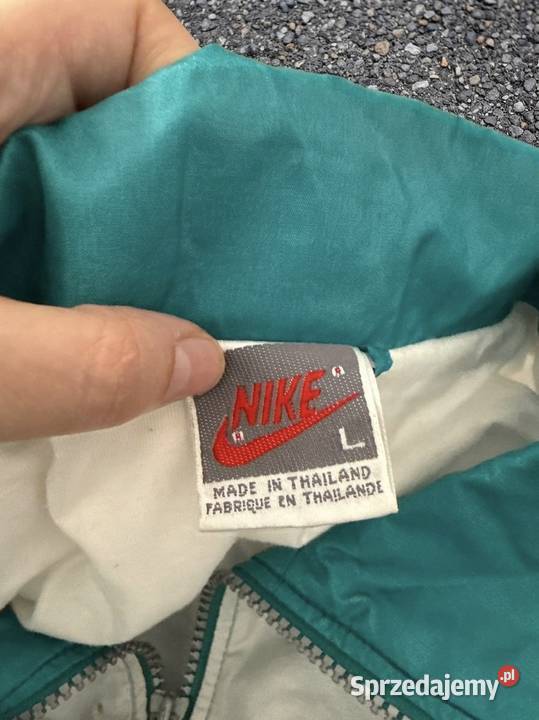 NIKE
L
MADE IN THAILAND
FABRIQUE EN THAILANDE
Sprzedajemy.pl